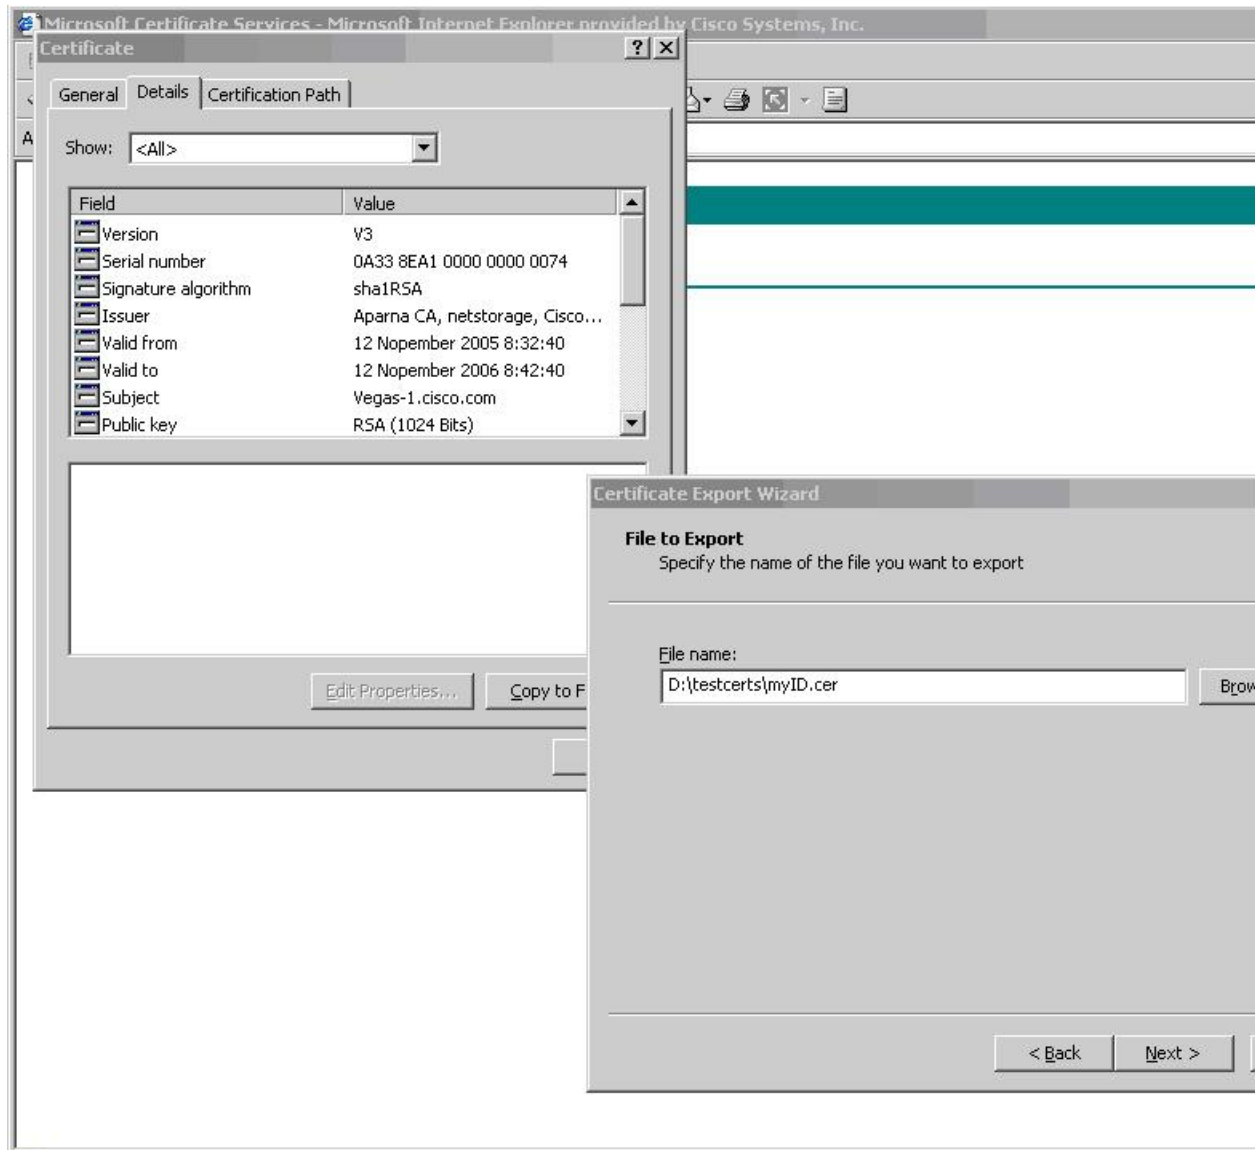 Microsoft Certificate Services - Microsoft Internet Explorer provided by Cisco Systems, Inc.
Certificate
General Details Certification Path
Show: <All>
Field Value
Version V3
Serial number 0A33 8EA1 0000 0000 0074
Signature algorithm sha1RSA
Issuer Aparna CA, netstorage, Cisco...
Valid from 12 Nopember 2005 8:32:40
Valid to 12 Nopember 2006 8:42:40
Subject Vegas-1.cisco.com
Public key RSA (1024 Bits)
Edit Properties... Copy to F
Certificate Export Wizard
File to Export
Specify the name of the file you want to export
File name:
D:\testcerts\myID.cer
Brow
< Back Next >